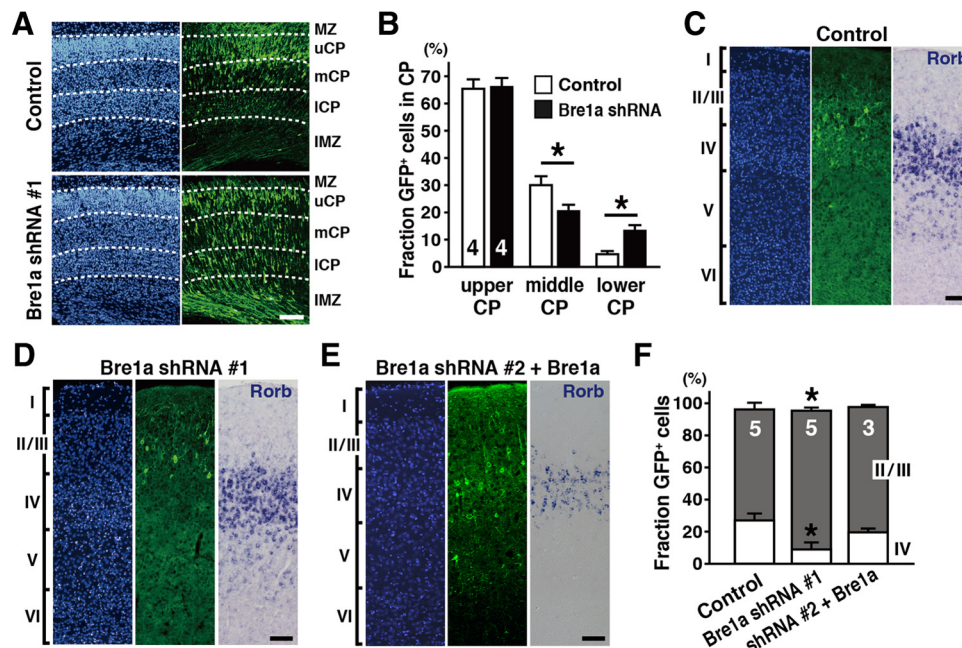 A
Control
MZ
uCP
mCP
lCP
IMZ
Bre1a shRNA #1
MZ
uCP
mCP
lCP
IMZ
B
(%)
Fraction GFP+ cells in CP
70
60
50
40
30
20
10
0
Control
Bre1a shRNA
*
*
4
4
upper
CP
middle
CP
lower
CP
C
Control
Rorb
I
II/III
IV
V
VI
D
Bre1a shRNA #1
Rorb
I
II/III
IV
V
VI
E
Bre1a shRNA #2 + Bre1a
Rorb
I
II/III
IV
V
VI
F
(%)
Fraction GFP+ cells
100
80
60
40
20
0
*
5
5
3
II/III
*
IV
Control
Bre1a shRNA #1
shRNA #2 + Bre1a